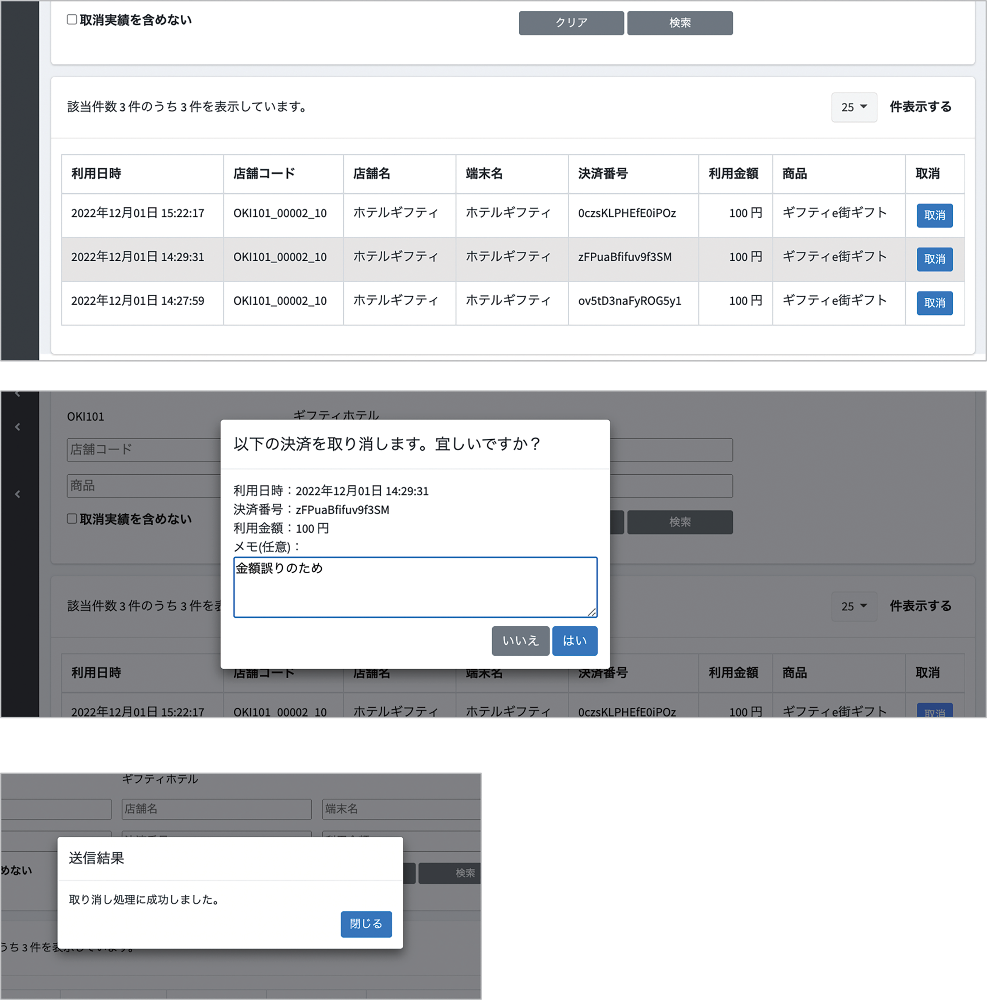 取消実績を含めない
クリア 検索
該当件数 3 件のうち 3 件を表示しています。 25 件表示する
利用日時 店舗コード 店舗名 端末名 決済番号 利用金額 商品 取消
2022年12月01日 15:22:17 OKI101_00002_10 ホテルギフティ ホテルギフティ 0czsKLPHEfE0iPOz 100 円 ギフティe街ギフト 取消
2022年12月01日 14:29:31 OKI101_00002_10 ホテルギフティ ホテルギフティ zFPuaBfifuv9f3SM 100 円 ギフティe街ギフト 取消
2022年12月01日 14:27:59 OKI101_00002_10 ホテルギフティ ホテルギフティ ov5tD3naFyROG5y1 100 円 ギフティe街ギフト 取消
OKI101 ギフティホテル
店舗コード
商品
取消実績を含めない 検索
以下の決済を取り消します。宜しいですか？
利用日時：2022年12月01日 14:29:31
決済番号：zFPuaBfifuv9f3SM
利用金額：100 円
メモ(任意)：
金額誤りのため
いいえ はい
該当件数 3 件のうち 3 件を 25 件表示する
利用日時 店舗コード 店舗名 端末名 決済番号 利用金額 商品 取消
2022年12月01日 15:22:17 OKI101_00002_10 ホテルギフティ ホテルギフティ 0czsKLPHEfE0iPOz 100 円 ギフティe街ギフト 取消
ギフティホテル
店舗名 端末名
めない 検索
送信結果
取り消し処理に成功しました。
閉じる
うち 3 件を表示しています。